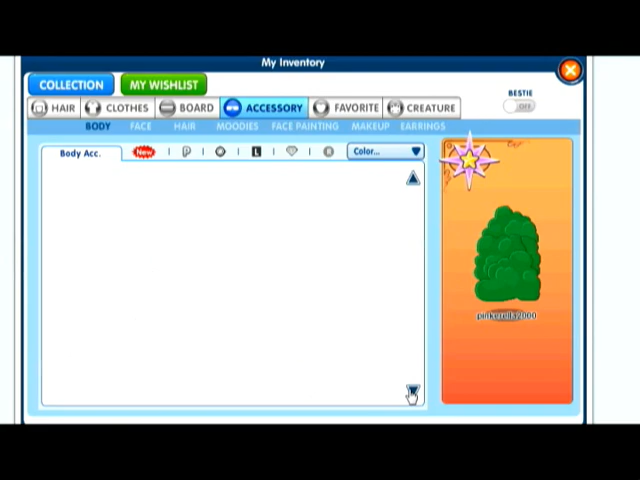 My Inventory
COLLECTION
MY WISHLIST
BESTIE
OFF
HAIR
CLOTHES
BOARD
ACCESSORY
FAVORITE
CREATURE
BODY
FACE
HAIR
MOODIES
FACE PAINTING
MAKEUP
EARRINGS
Body Acc.
New
P
L
Color...